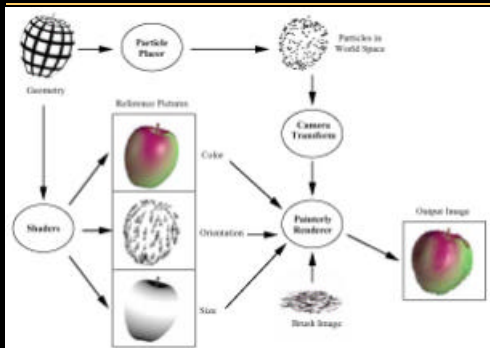 Particle
Placer
Particles in
World Space
Geometry
Reference Pictures
Camera
Transform
Color
Output Image
Shaders
Orientation
Painterly
Renderer
Size
Brush Image